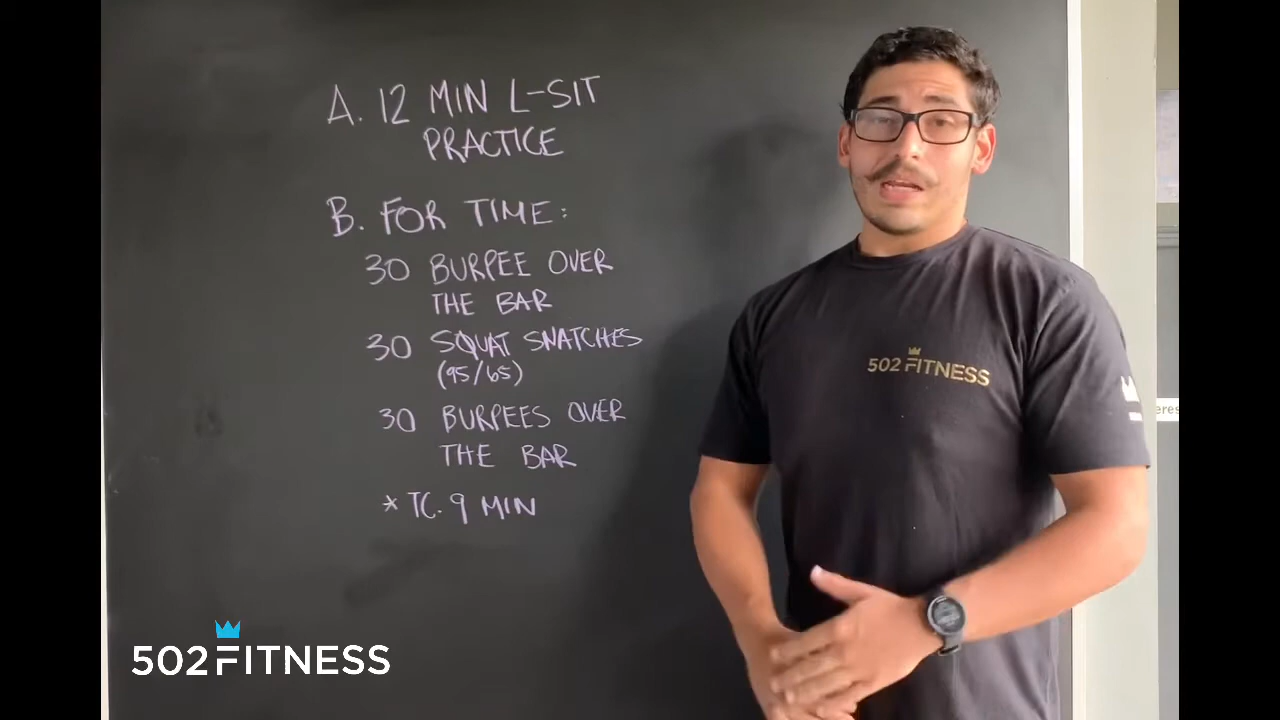 A. 12 MIN L-SIT
PRACTICE
B. FOR TIME:
30 BURPEE OVER
THE BAR
30 SQUAT SNATCHES
(95/65)
30 BURPEES OVER
THE BAR
* TC. 9 MIN
502 FITNESS
eres
502 FITNESS